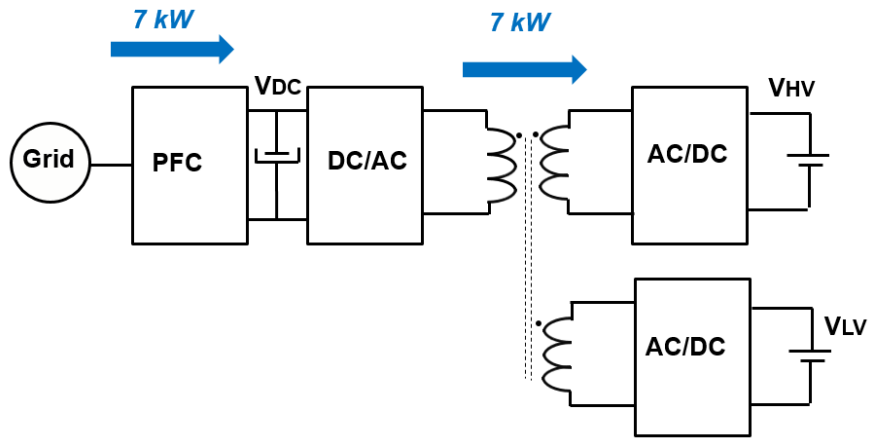 7 kW
7 kW
VDC
VHV
Grid
PFC
DC/AC
AC/DC
VLV
AC/DC